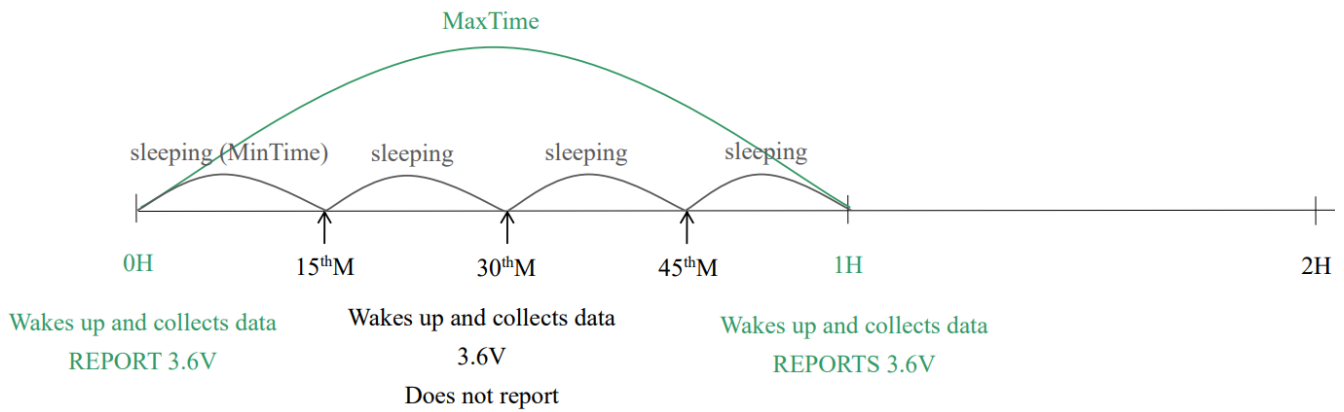 MaxTime
sleeping (MinTime)
sleeping
sleeping
sleeping
0H
15thM
30thM
45thM
1H
2H
Wakes up and collects data
REPORT 3.6V
Wakes up and collects data
3.6V
Does not report
Wakes up and collects data
REPORTS 3.6V